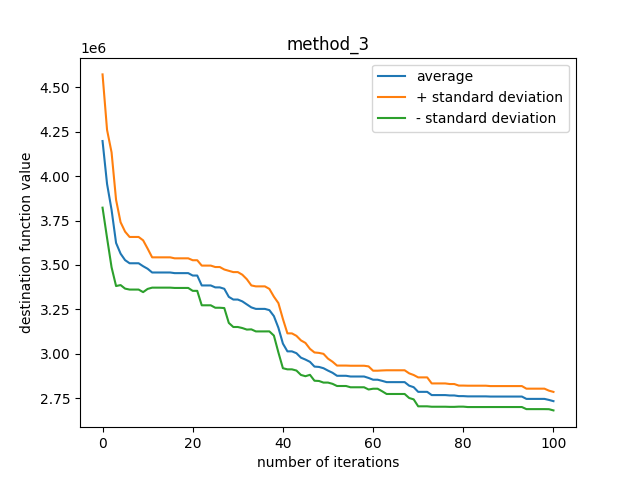 method_3
1e6
average
+ standard deviation
- standard deviation
destination function value
4.50
4.25
4.00
3.75
3.50
3.25
3.00
2.75
0 20 40 60 80 100
number of iterations